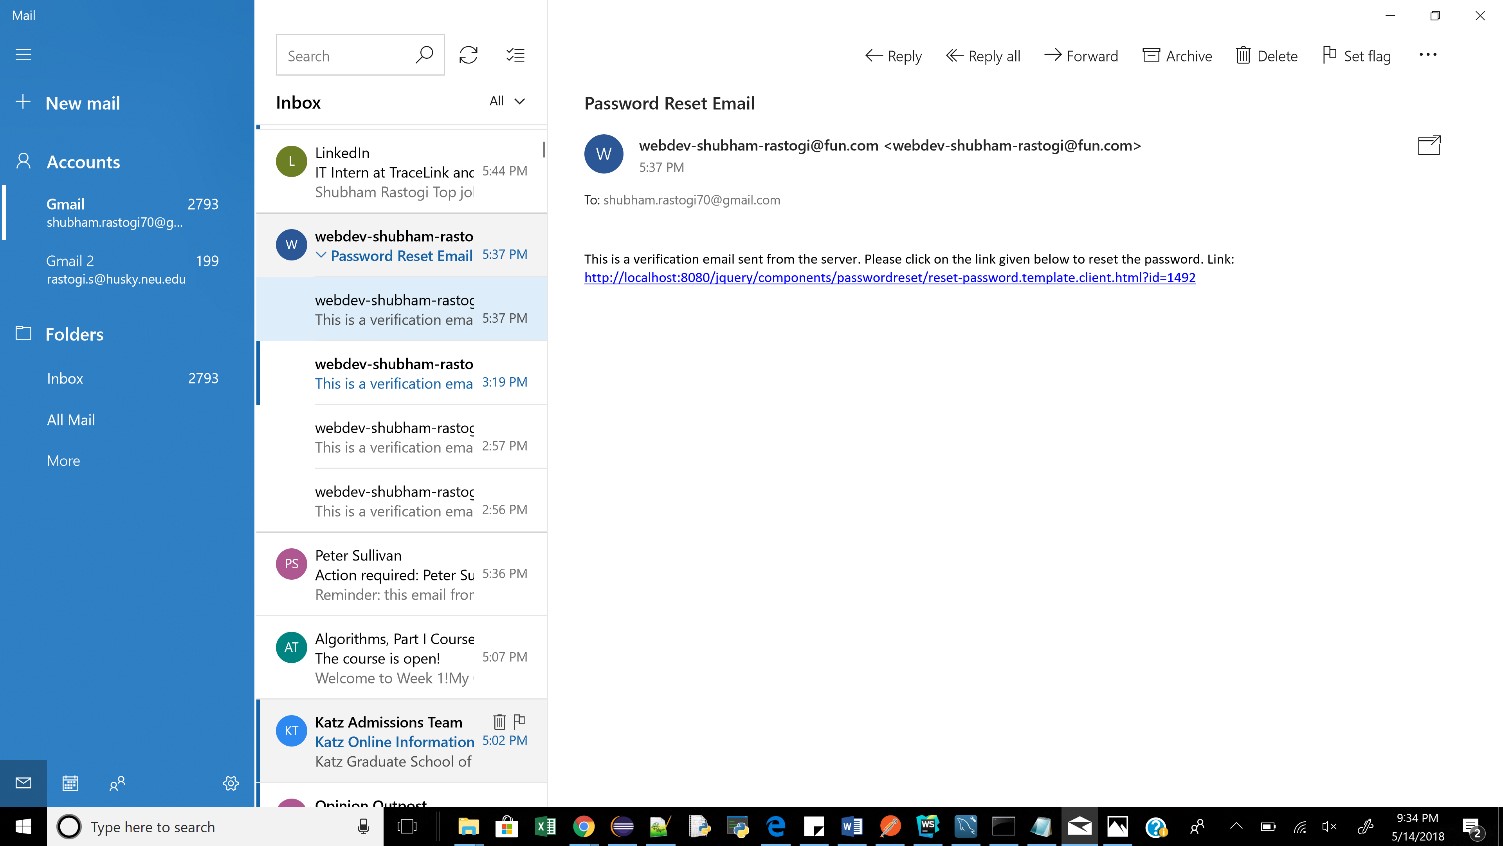 Mail
New mail
Accounts
Gmail 2793
shubham.rastogi70@g...
Gmail 2 199
rastogi.s@husky.neu.edu
Folders
Inbox 2793
All Mail
More
Search
Inbox All
L
LinkedIn
IT Intern at TraceLink and 5:44 PM
Shubham Rastogi Top jo
W
webdev-shubham-rasto
Password Reset Email 5:37 PM
webdev-shubham-rastog
This is a verification ema 5:37 PM
webdev-shubham-rasto
This is a verification ema 3:19 PM
webdev-shubham-rastog
This is a verification ema 2:57 PM
webdev-shubham-rastog
This is a verification ema 2:56 PM
PS
Peter Sullivan
Action required: Peter Su 5:36 PM
Reminder: this email fror
AT
Algorithms, Part I Course
The course is open! 5:07 PM
Welcome to Week 1!My
KT
Katz Admissions Team
Katz Online Information 5:02 PM
Katz Graduate School of
Opinion Outpost
Reply Reply all Forward Archive Delete Set flag
Password Reset Email
W
webdev-shubham-rastogi@fun.com <webdev-shubham-rastogi@fun.com>
5:37 PM
To: shubham.rastogi70@gmail.com
This is a verification email sent from the server. Please click on the link given below to reset the password. Link:
http://localhost:8080/jquery/components/passwordreset/reset-password.template.client.html?id=1492
Type here to search
WS
9:34 PM
5/14/2018
2